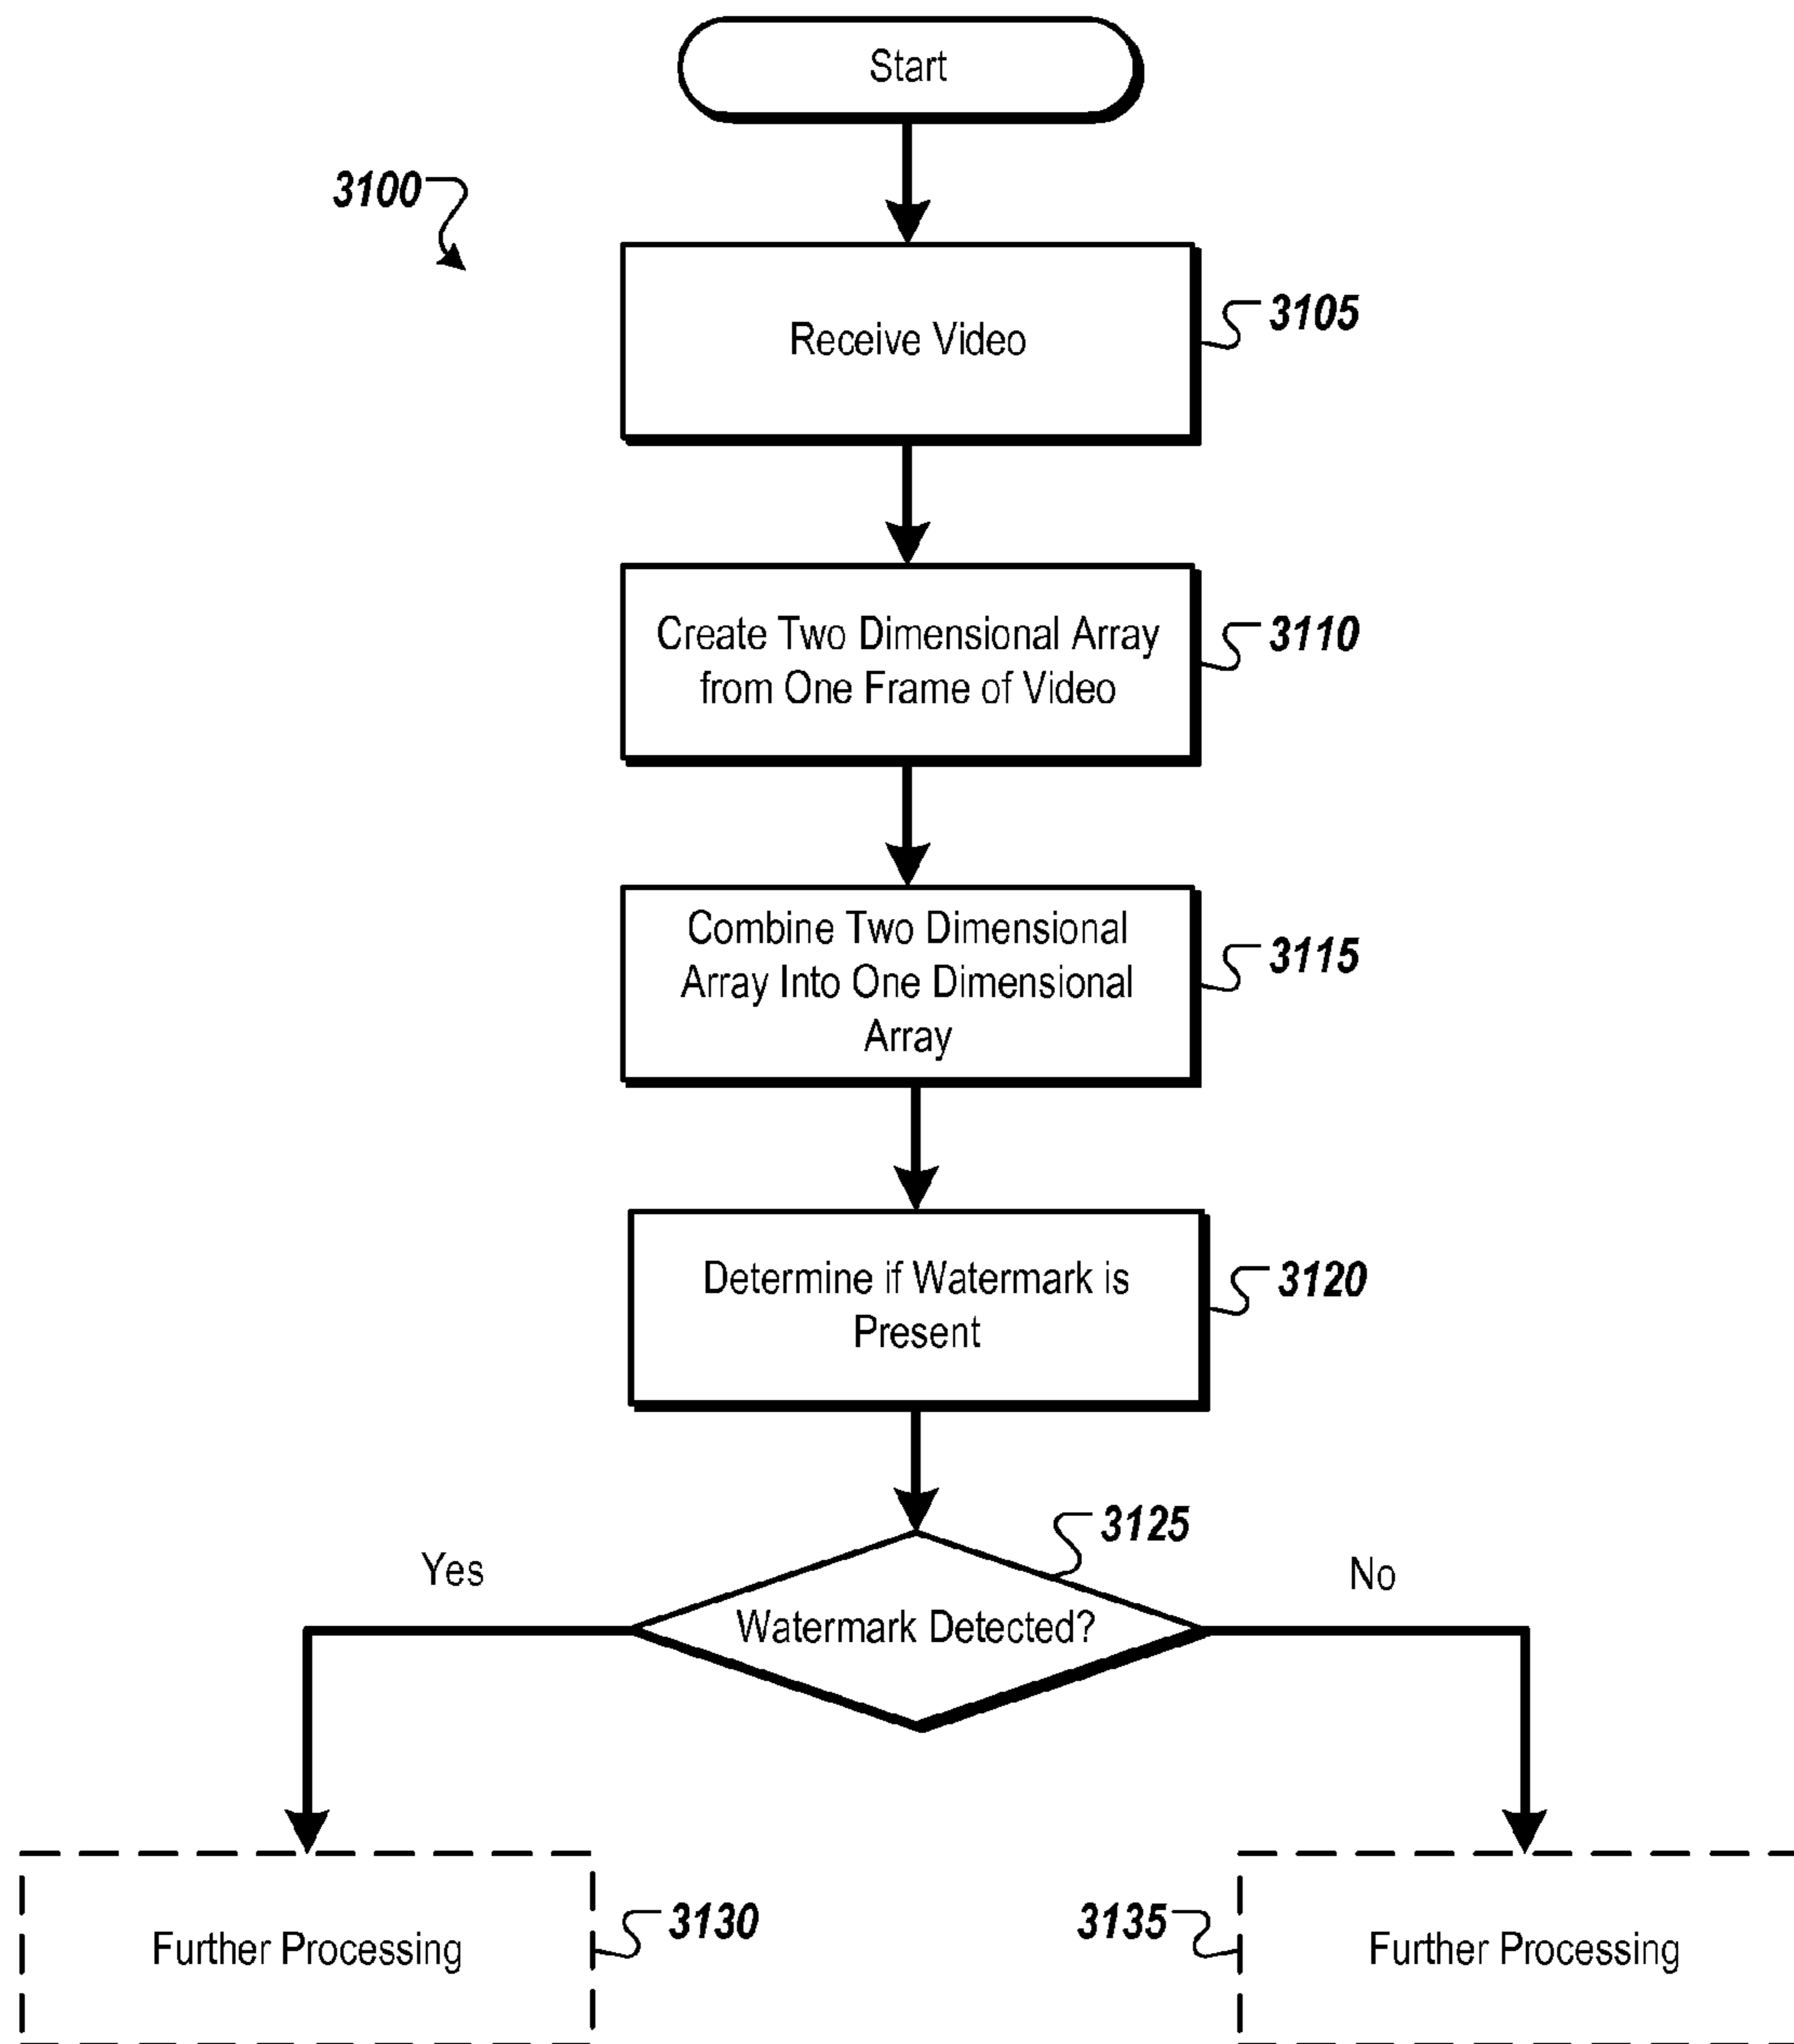 Start
3100
Receive Video
3105
Create Two Dimensional Array
from One Frame of Video
3110
Combine Two Dimensional
Array Into One Dimensional
Array
3115
Determine if Watermark is
Present
3120
3125
Yes
No
Watermark Detected?
Further Processing
3130
3135
Further Processing